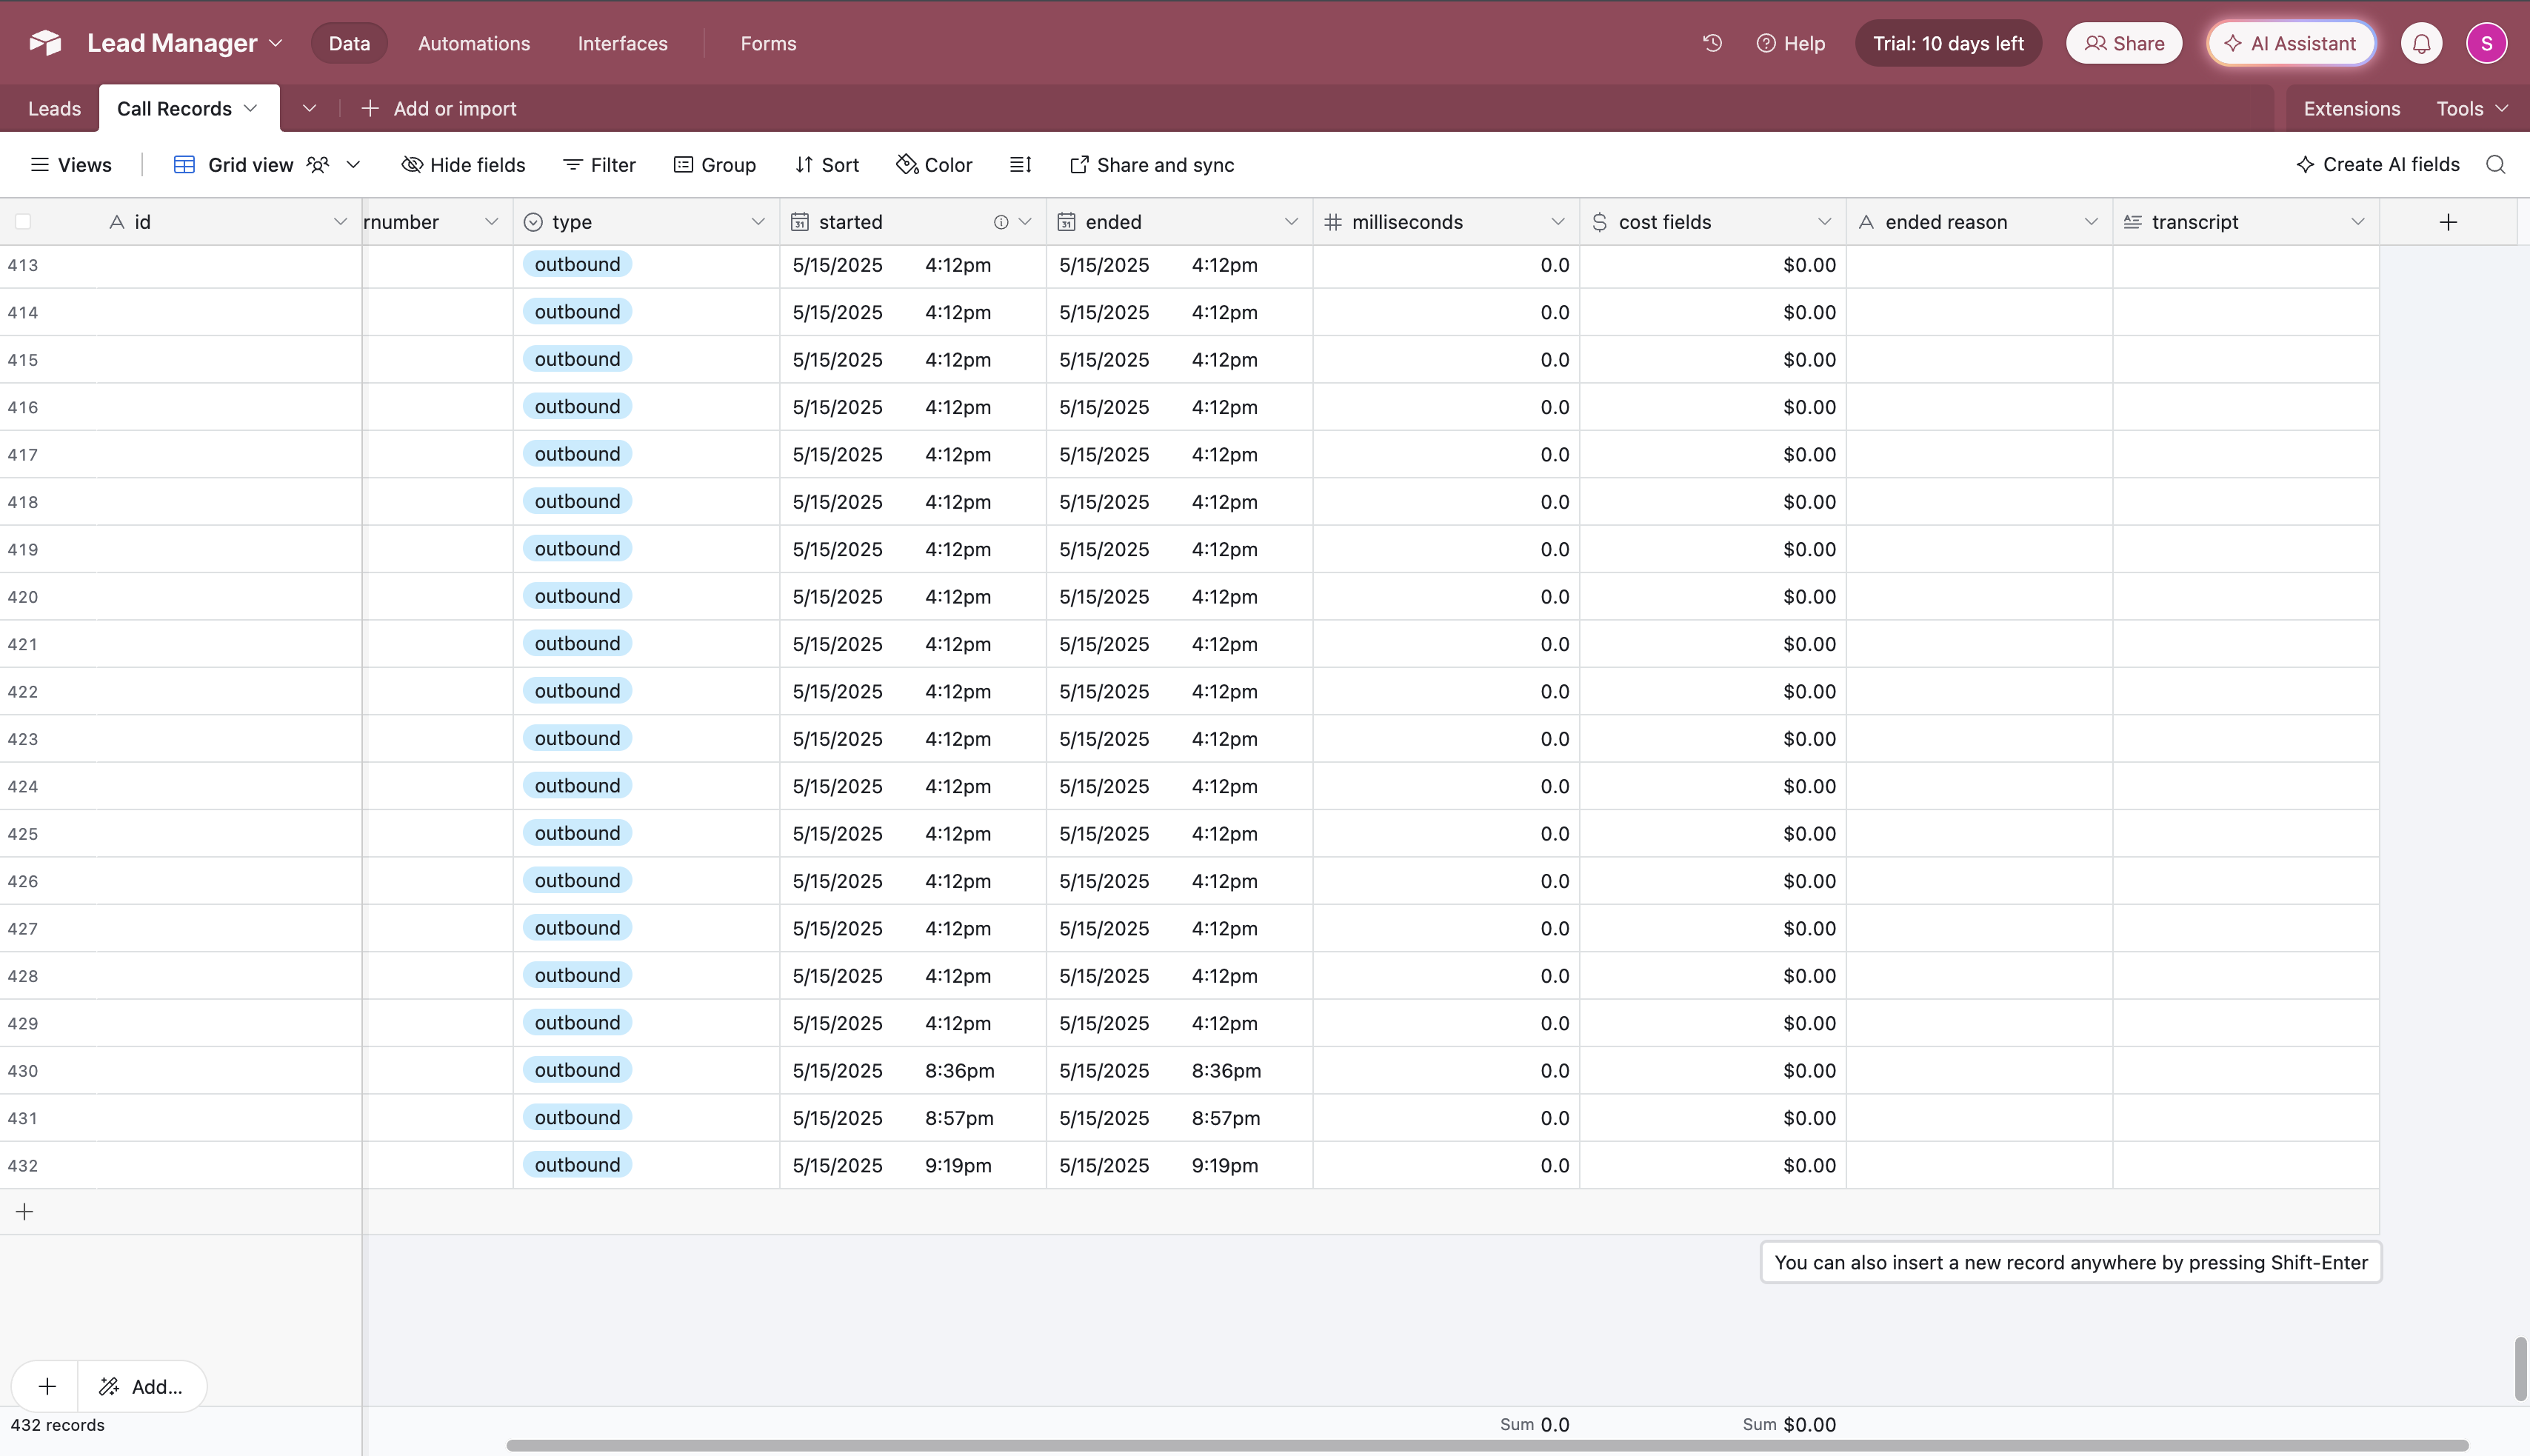 Lead Manager Data Automations Interfaces Forms Help Trial: 10 days left Share AI Assistant S
Leads Call Records Add or import Extensions Tools
Views Grid view Hide fields Filter Group Sort Color Share and sync Create AI fields
id rnumber type started ended milliseconds cost fields ended reason transcript
413 outbound 5/15/2025 4:12pm 5/15/2025 4:12pm 0.0 $0.00
414 outbound 5/15/2025 4:12pm 5/15/2025 4:12pm 0.0 $0.00
415 outbound 5/15/2025 4:12pm 5/15/2025 4:12pm 0.0 $0.00
416 outbound 5/15/2025 4:12pm 5/15/2025 4:12pm 0.0 $0.00
417 outbound 5/15/2025 4:12pm 5/15/2025 4:12pm 0.0 $0.00
418 outbound 5/15/2025 4:12pm 5/15/2025 4:12pm 0.0 $0.00
419 outbound 5/15/2025 4:12pm 5/15/2025 4:12pm 0.0 $0.00
420 outbound 5/15/2025 4:12pm 5/15/2025 4:12pm 0.0 $0.00
421 outbound 5/15/2025 4:12pm 5/15/2025 4:12pm 0.0 $0.00
422 outbound 5/15/2025 4:12pm 5/15/2025 4:12pm 0.0 $0.00
423 outbound 5/15/2025 4:12pm 5/15/2025 4:12pm 0.0 $0.00
424 outbound 5/15/2025 4:12pm 5/15/2025 4:12pm 0.0 $0.00
425 outbound 5/15/2025 4:12pm 5/15/2025 4:12pm 0.0 $0.00
426 outbound 5/15/2025 4:12pm 5/15/2025 4:12pm 0.0 $0.00
427 outbound 5/15/2025 4:12pm 5/15/2025 4:12pm 0.0 $0.00
428 outbound 5/15/2025 4:12pm 5/15/2025 4:12pm 0.0 $0.00
429 outbound 5/15/2025 4:12pm 5/15/2025 4:12pm 0.0 $0.00
430 outbound 5/15/2025 8:36pm 5/15/2025 8:36pm 0.0 $0.00
431 outbound 5/15/2025 8:57pm 5/15/2025 8:57pm 0.0 $0.00
432 outbound 5/15/2025 9:19pm 5/15/2025 9:19pm 0.0 $0.00
You can also insert a new record anywhere by pressing Shift-Enter
Add...
432 records Sum 0.0 Sum $0.00